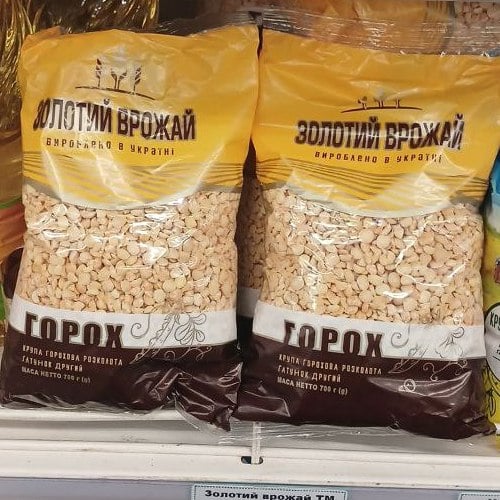 ЗОЛОТИЙ ВРОЖАЙ
ВИРОБЛЕНО В УКРАЇНІ
ГОРОХ
КРУПА ГОРОХОВА РОЗКОЛОТА
ГАТУНОК ДРУГИЙ
МАСА НЕТТО 700 г (g)
ЗОЛОТИЙ ВРОЖАЙ
ВИРОБЛЕНО В УКРАЇНІ
ГОРОХ
КРУПА ГОРОХОВА РОЗКОЛОТА
ГАТУНОК ДРУГИЙ
МАСА НЕТТО 700 г (g)
Золотий врожай ТМ